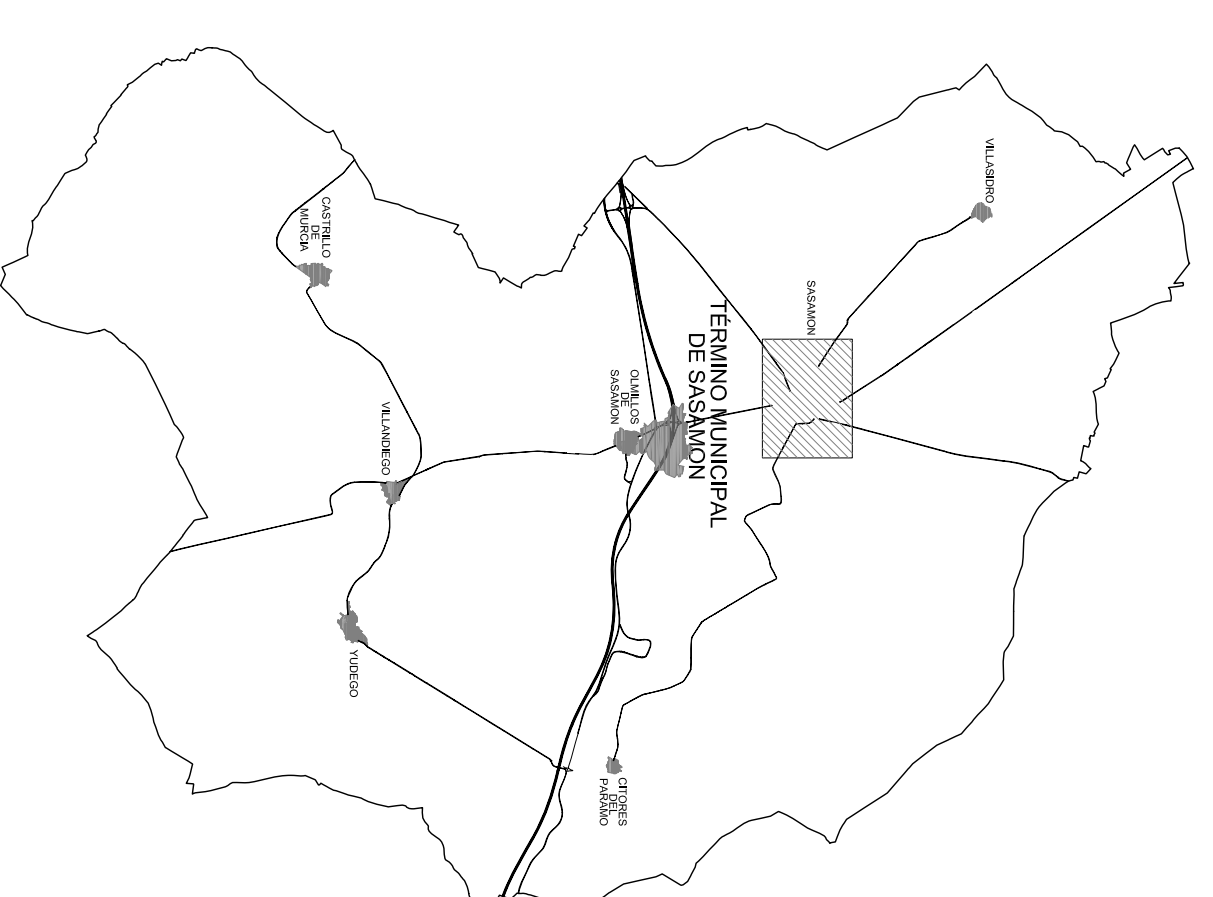 VILLASIDRO
SASAMON
TÉRMINO MUNICIPAL
DE SASAMON
OLMILLOS
DE
SASAMON
CASTRILLO
DE
MURCIA
VILLANDIEGO
YUDEGO
CITORES
DEL
PARAMO